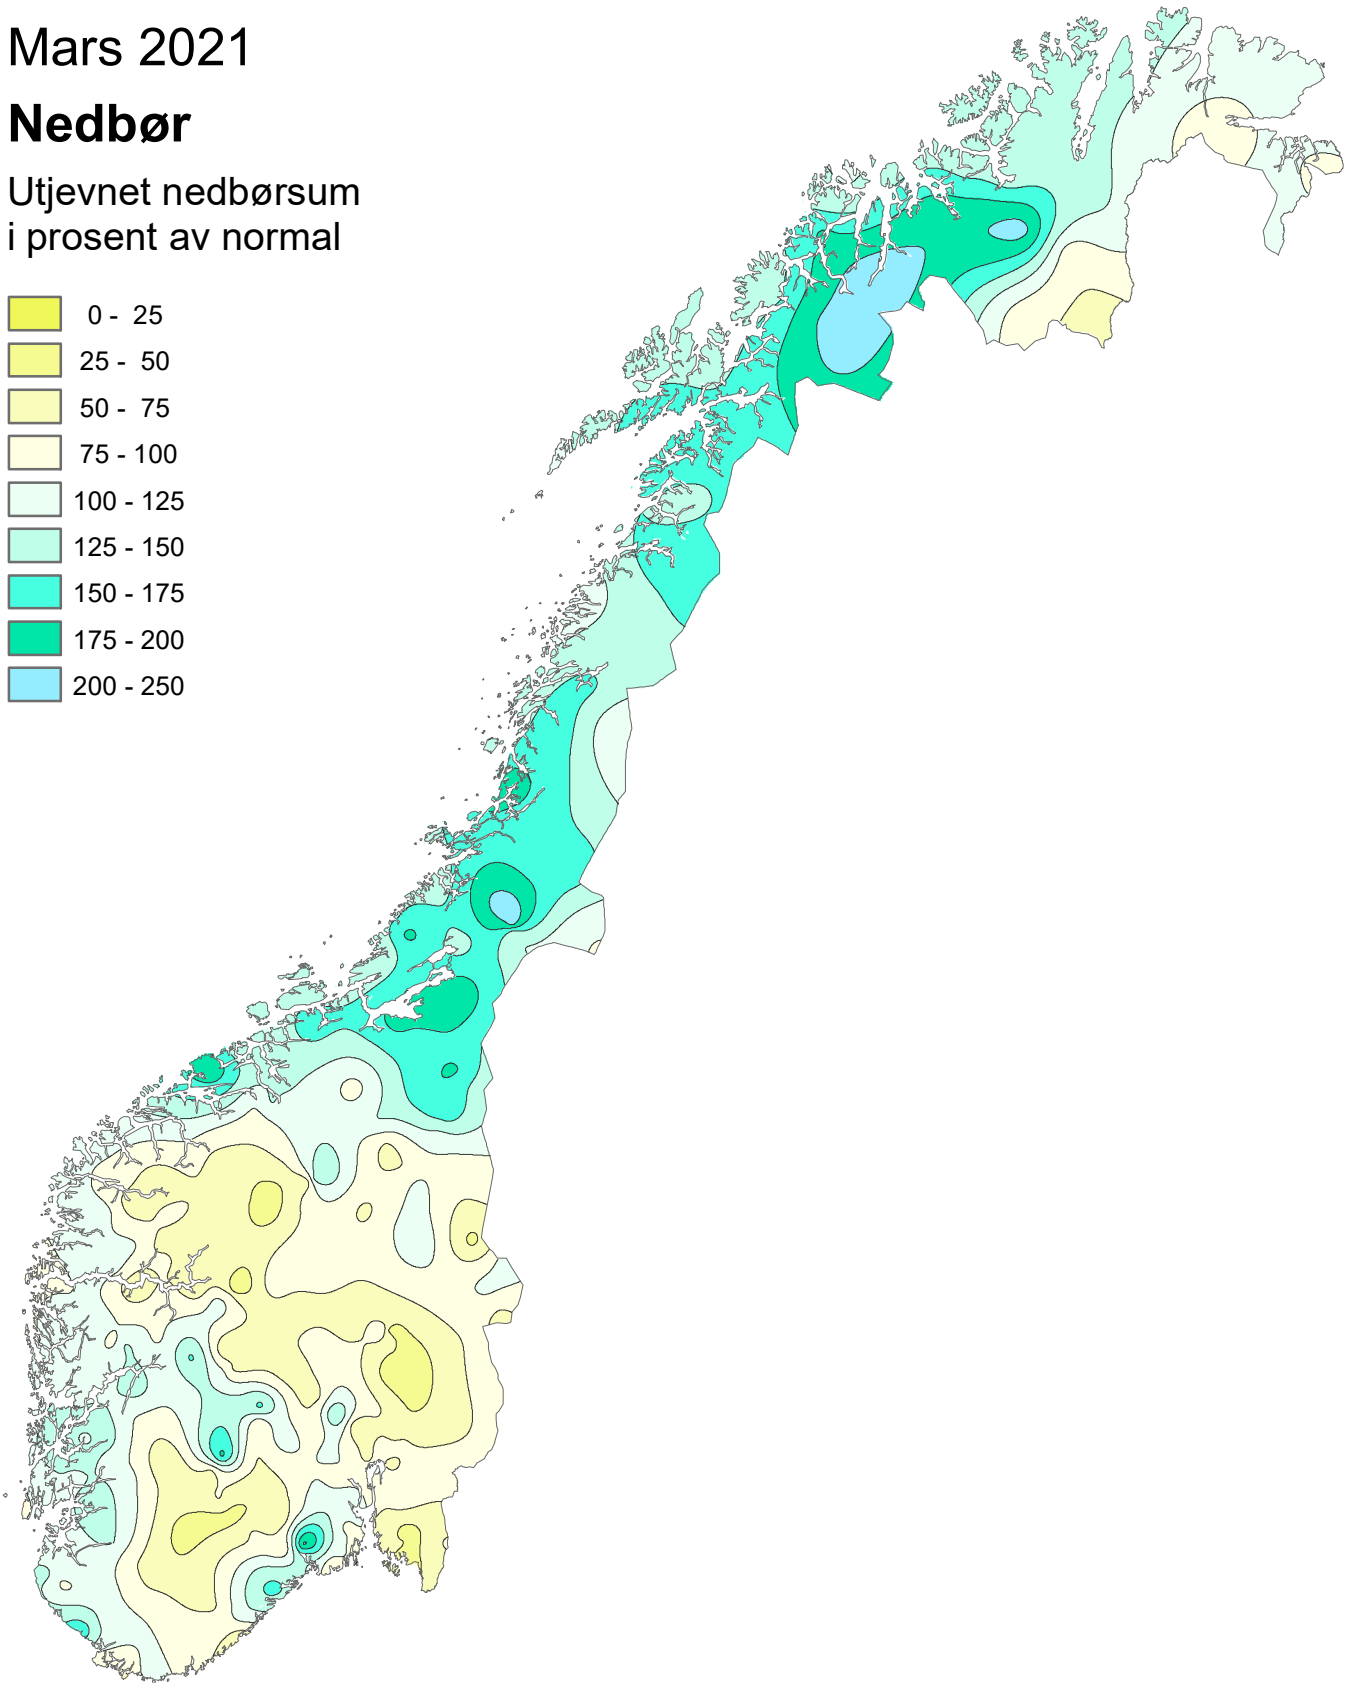 Mars 2021
Nedbør
Utjevnet nedbørsum
i prosent av normal
0 - 25
25 - 50
50 - 75
75 - 100
100 - 125
125 - 150
150 - 175
175 - 200
200 - 250